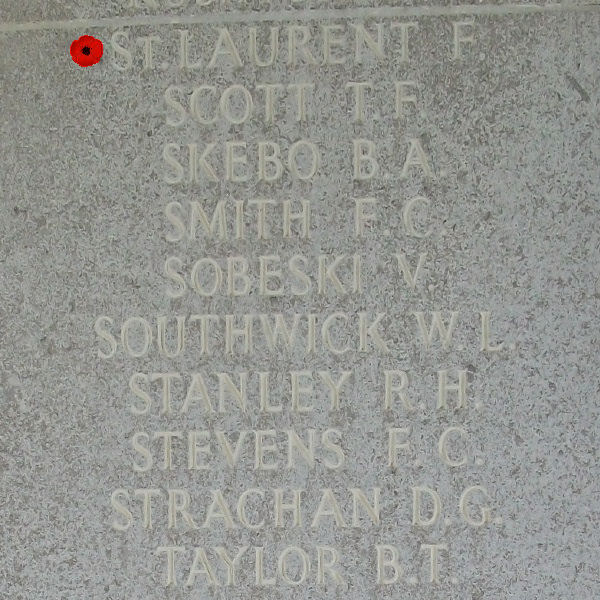 St. LAURENT F.
SCOTT T. F.
SKEBO B. A.
SMITH F. C.
SOBESKI V.
SOUTHWICK W. L.
STANLEY R. H.
STEVENS F. C.
STRACHAN D. G.
TAYLOR B. T.